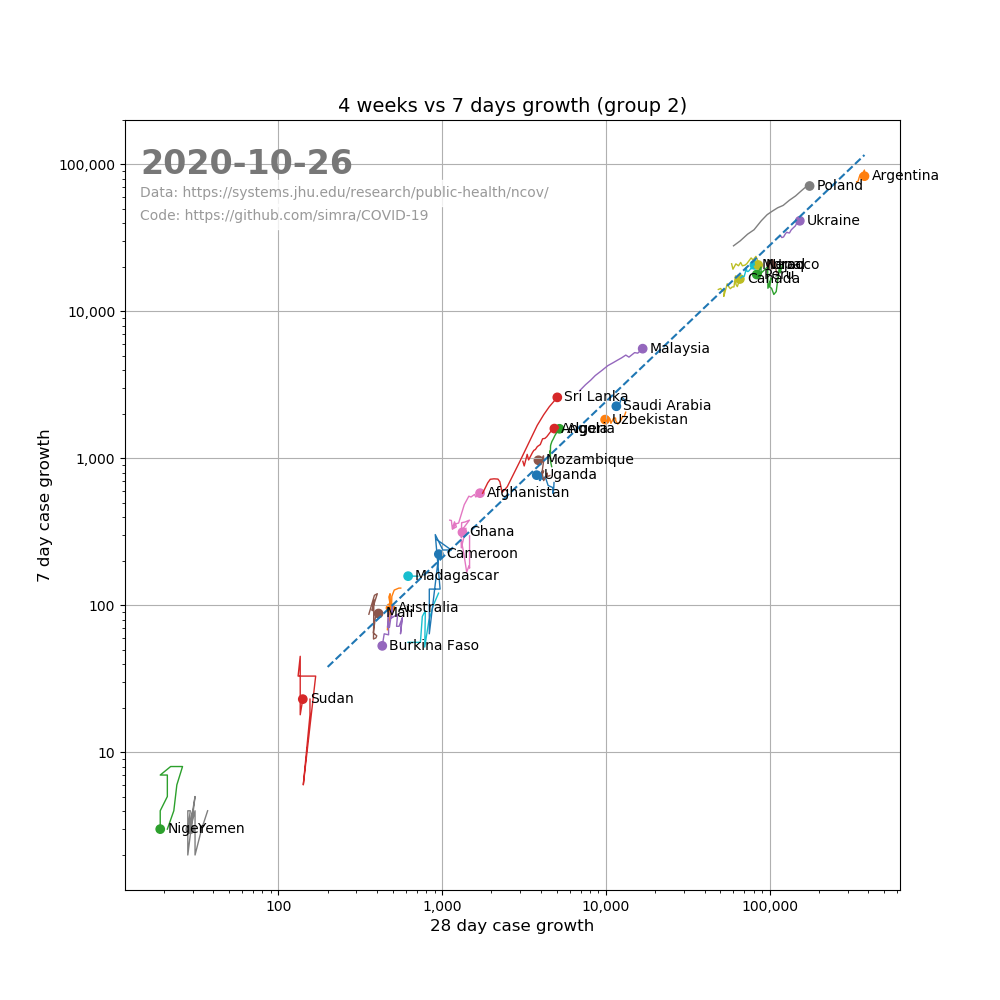 4 weeks vs 7 days growth (group 2)
2020-10-26
Data: https://systems.jhu.edu/research/public-health/ncov/
Code: https://github.com/simra/COVID-19
100,000
10,000
1,000
100
10
7 day case growth
Argentina
Poland
Ukraine
Peru
Canada
Malaysia
Sri Lanka
Saudi Arabia
Uzbekistan
Mozambique
Uganda
Afghanistan
Ghana
Cameroon
Madagascar
Australia
Mali
Burkina Faso
Sudan
Niger
Yemen
100
1,000
10,000
100,000
28 day case growth